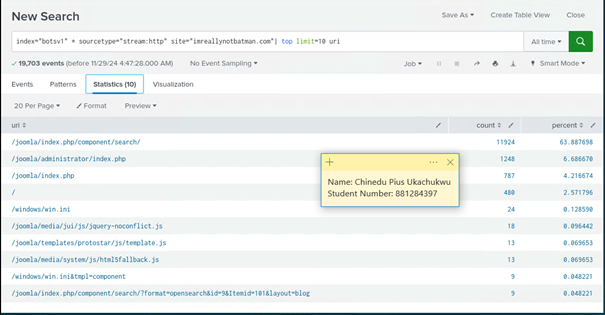 New Search
Save As Create Table View Close
index="botsv1" * sourcetype="stream:http" site="imreallynotbatman.com"| top limit=10 uri
All time
19,703 events (before 11/29/24 4:47:28.000 AM) No Event Sampling Job Smart Mode
Events Patterns Statistics (10) Visualization
20 Per Page Format Preview
uri count percent
/joomla/index.php/component/search/ 11924 63.887698
/joomla/administrator/index.php 1248 6.686670
/joomla/index.php 787 4.216674
/ 480 2.571796
/windows/win.ini 24 0.128590
/joomla/media/jui/js/jquery-noconflict.js 18 0.096442
/joomla/templates/protostar/js/template.js 13 0.069653
/joomla/media/system/js/html5fallback.js 13 0.069653
/windows/win.ini&tmpl=component 9 0.048221
/joomla/index.php/component/search/?format=opensearch&id=9&Itemid=101&layout=blog 9 0.048221
Name: Chinedu Pius Ukachukwu
Student Number: 881284397